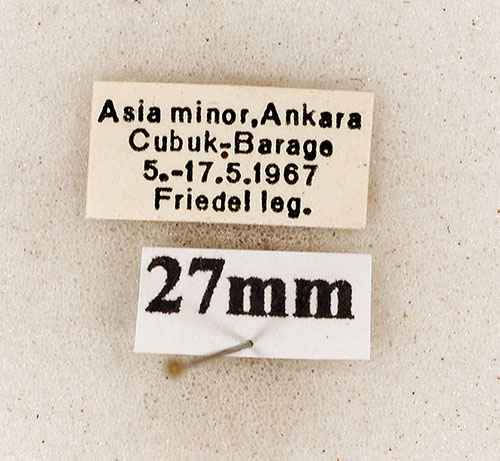 Asia minor,Ankara
Cubuk-Barage
5.-17.5.1967
Friedel leg.
27mm